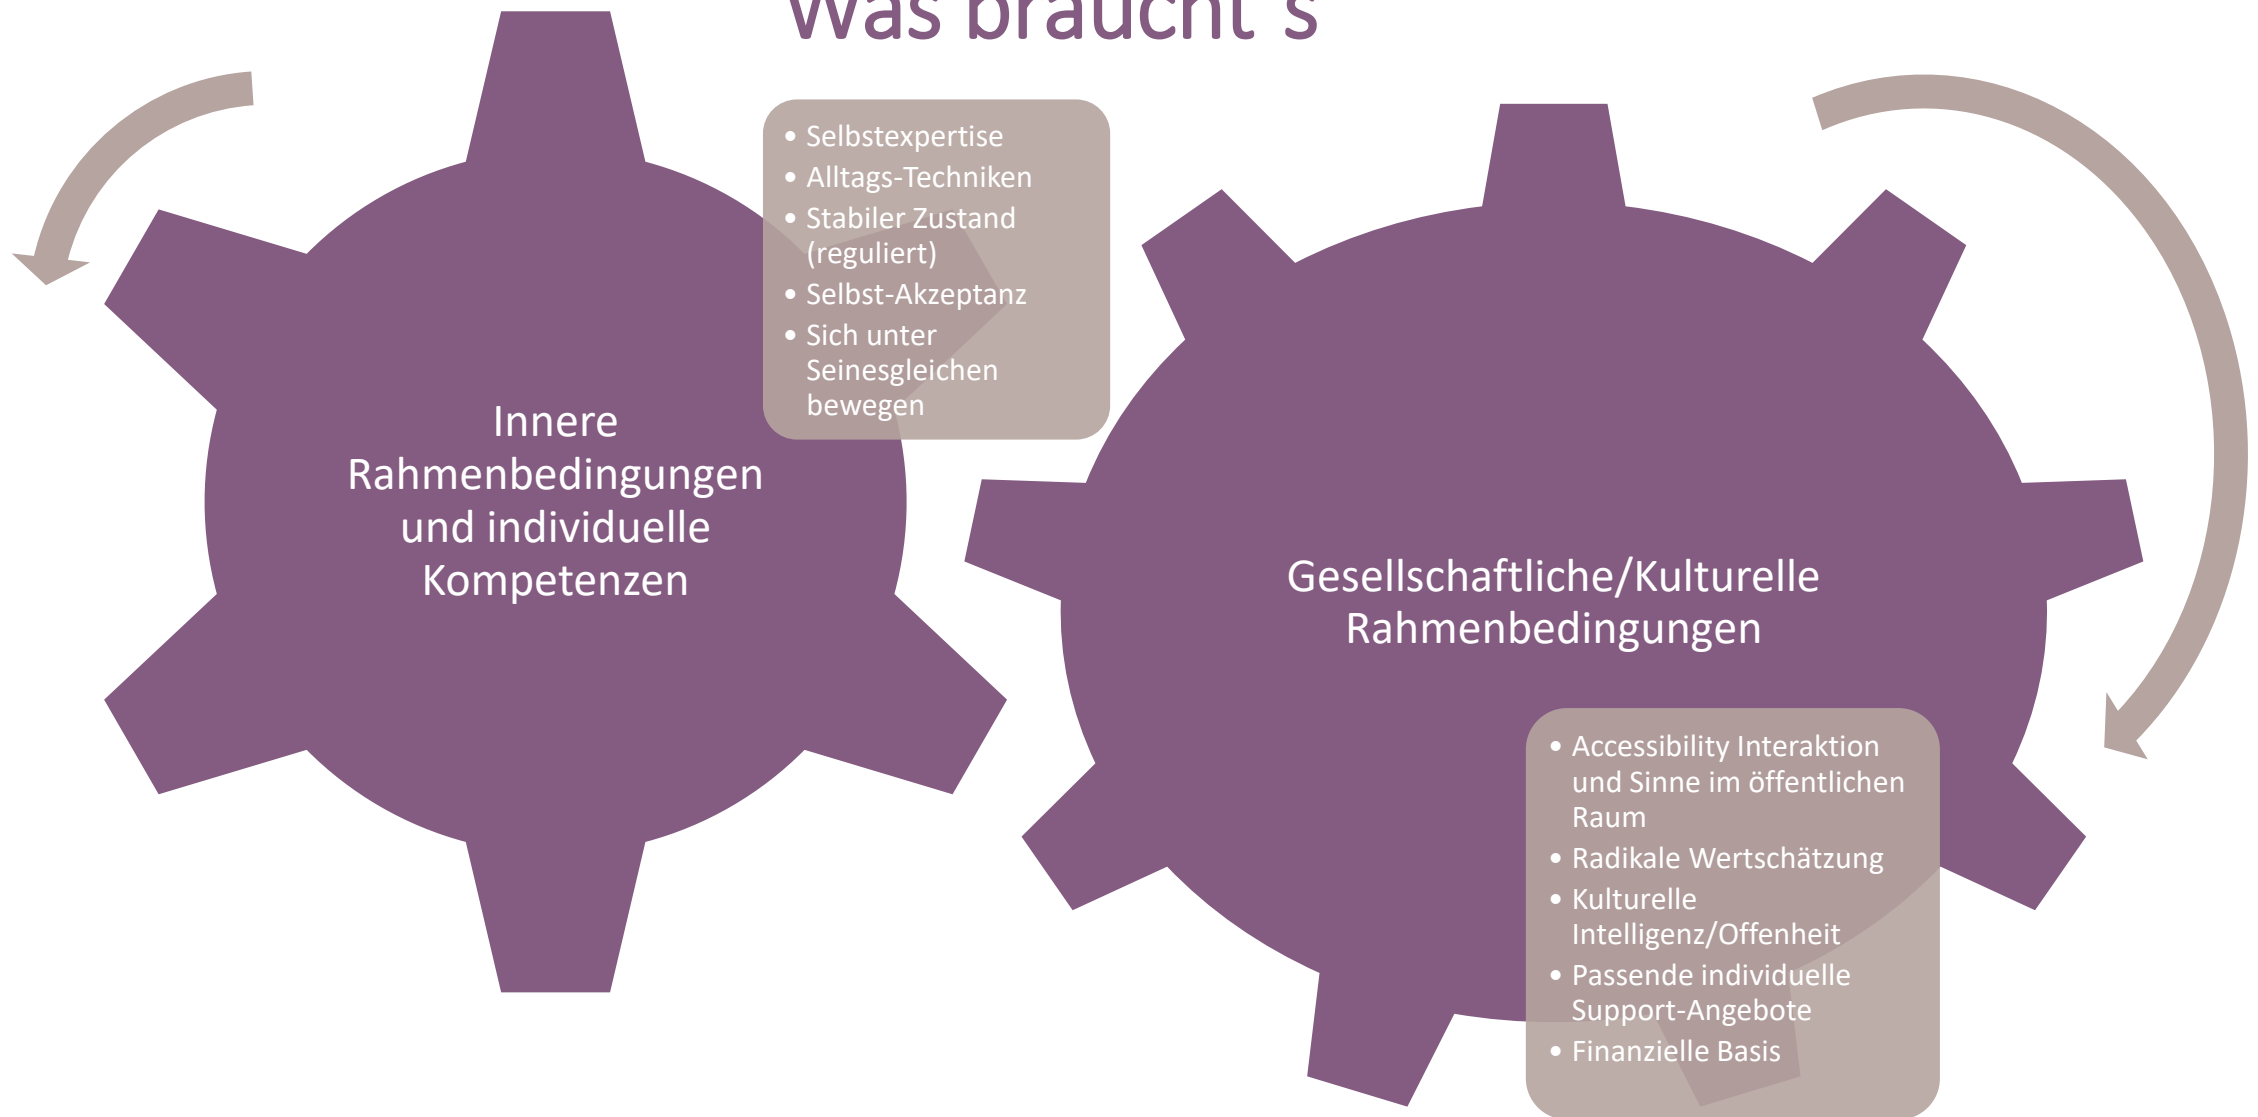 Was braucht´s
• Selbstexpertise
• Alltags-Techniken
• Stabiler Zustand
(reguliert)
• Selbst-Akzeptanz
• Sich unter
Seinesgleichen
bewegen
Innere
Rahmenbedingungen
und individuelle
Kompetenzen
Gesellschaftliche/Kulturelle
Rahmenbedingungen
• Accessibility Interaktion
und Sinne im öffentlichen
Raum
• Radikale Wertschätzung
• Kulturelle
Intelligenz/Offenheit
• Passende individuelle
Support-Angebote
• Finanzielle Basis